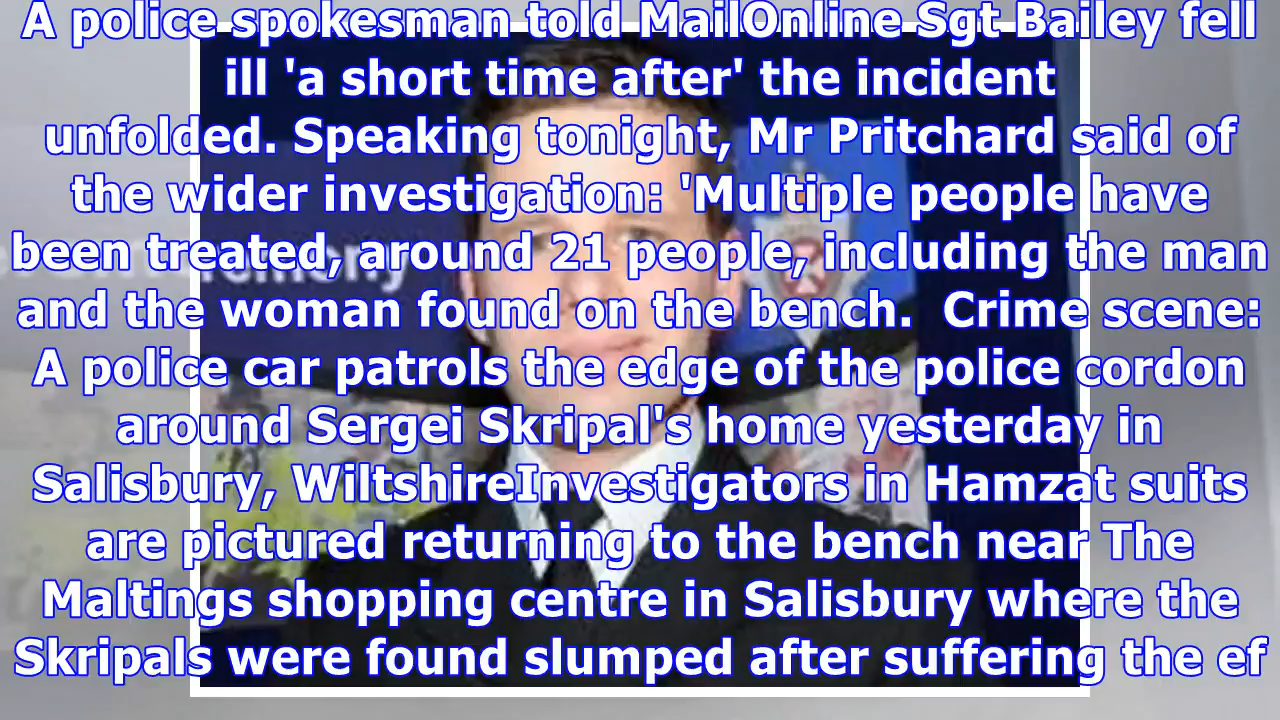 A police spokesman told MailOnline Sgt Bailey fell
ill 'a short time after' the incident
unfolded. Speaking tonight, Mr Pritchard said of
the wider investigation: 'Multiple people have
been treated, around 21 people, including the man
and the woman found on the bench.  Crime scene:
A police car patrols the edge of the police cordon
around Sergei Skripal's home yesterday in
Salisbury, WiltshireInvestigators in Hamzat suits
are pictured returning to the bench near The
Maltings shopping centre in Salisbury where the
Skripals were found slumped after suffering the ef